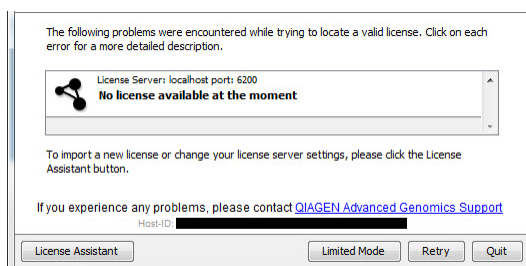 The following problems were encountered while trying to locate a valid license. Click on each
error for a more detailed description.
License Server: localhost port: 6200
No license available at the moment
To import a new license or change your license server settings, please click the License
Assistant button.
If you experience any problems, please contact QIAGEN Advanced Genomics Support
Host-ID:
License Assistant
Limited Mode
Retry
Quit